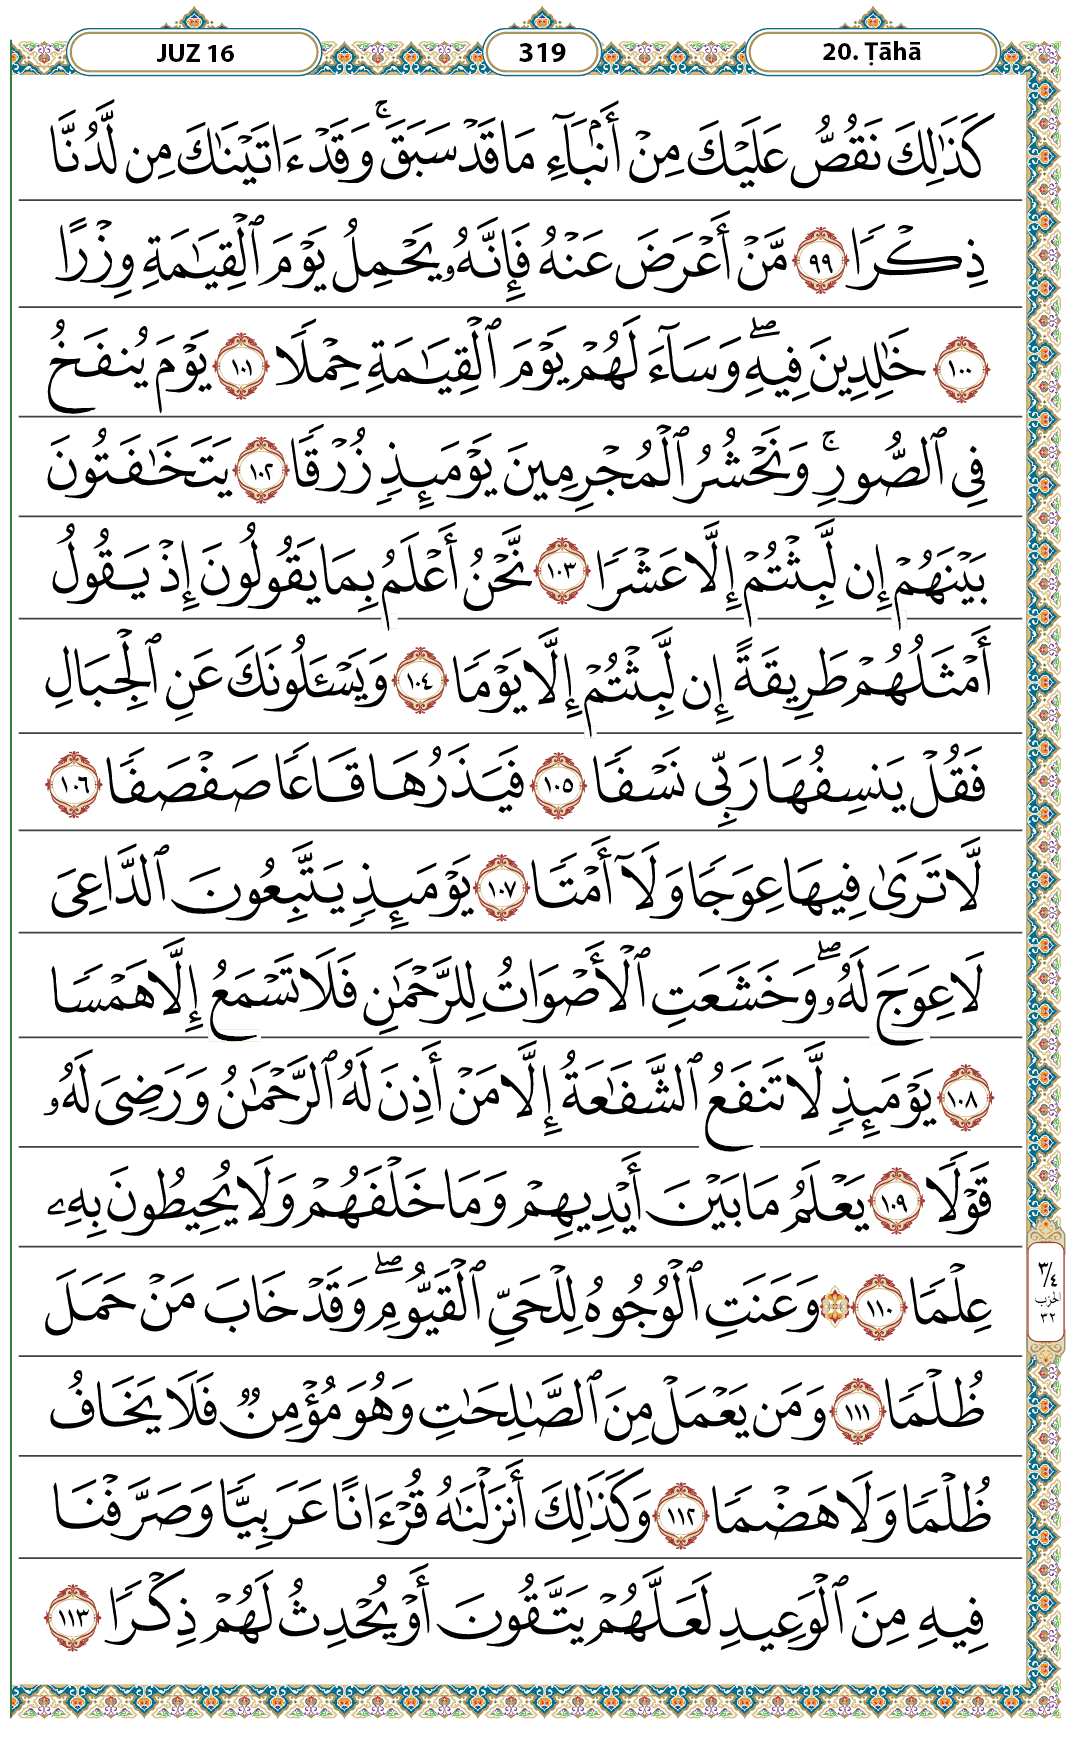 JUZ 16 319 20. Ṭāhā
كَذَٰلِكَ نَقُصُّ عَلَيْكَ مِنْ أَنۢبَآءِ مَا قَدْ سَبَقَ ۚ وَقَدْ ءَاتَيْنَٰكَ مِن لَّدُنَّا
ذِكْرًا ٩٩ مَّنْ أَعْرَضَ عَنْهُ فَإِنَّهُۥ يَحْمِلُ يَوْمَ ٱلْقِيَٰمَةِ وِزْرًا
١٠٠ خَٰلِدِينَ فِيهِ ۖ وَسَآءَ لَهُمْ يَوْمَ ٱلْقِيَٰمَةِ حِمْلًا ١٠١ يَوْمَ يُنفَخُ
فِى ٱلصُّورِ ۚ وَنَحْشُرُ ٱلْمُجْرِمِينَ يَوْمَئِذٍ زُرْقًا ١٠٢ يَتَخَٰفَتُونَ
بَيْنَهُمْ إِن لَّبِثْتُمْ إِلَّا عَشْرًا ١٠٣ نَّحْنُ أَعْلَمُ بِمَا يَقُولُونَ إِذْ يَقُولُ
أَمْثَلُهُمْ طَرِيقَةً إِن لَّبِثْتُمْ إِلَّا يَوْمًا ١٠٤ وَيَسْـَٔلُونَكَ عَنِ ٱلْجِبَالِ
فَقُلْ يَنسِفُهَا رَبِّى نَسْفًا ١٠٥ فَيَذَرُهَا قَاعًا صَفْصَفًا ١٠٦
لَّا تَرَىٰ فِيهَا عِوَجًا وَلَآ أَمْتًا ١٠٧ يَوْمَئِذٍ يَتَّبِعُونَ ٱلدَّاعِىَ
لَا عِوَجَ لَهُۥ ۖ وَخَشَعَتِ ٱلْأَصْوَاتُ لِلرَّحْمَٰنِ فَلَا تَسْمَعُ إِلَّا هَمْسًا
١٠٨ يَوْمَئِذٍ لَّا تَنفَعُ ٱلشَّفَٰعَةُ إِلَّا مَنْ أَذِنَ لَهُ ٱلرَّحْمَٰنُ وَرَضِىَ لَهُۥ
قَوْلًا ١٠٩ يَعْلَمُ مَا بَيْنَ أَيْدِيهِمْ وَمَا خَلْفَهُمْ وَلَا يُحِيطُونَ بِهِۦ
عِلْمًا ١١٠ ۞ وَعَنَتِ ٱلْوُجُوهُ لِلْحَىِّ ٱلْقَيُّومِ ۖ وَقَدْ خَابَ مَنْ حَمَلَ
٣/٤ الحزب ٣٢
ظُلْمًا ١١١ وَمَن يَعْمَلْ مِنَ ٱلصَّٰلِحَٰتِ وَهُوَ مُؤْمِنٌ فَلَا يَخَافُ
ظُلْمًا وَلَا هَضْمًا ١١٢ وَكَذَٰلِكَ أَنزَلْنَٰهُ قُرْءَانًا عَرَبِيًّا وَصَرَّفْنَا
فِيهِ مِنَ ٱلْوَعِيدِ لَعَلَّهُمْ يَتَّقُونَ أَوْ يُحْدِثُ لَهُمْ ذِكْرًا ١١٣